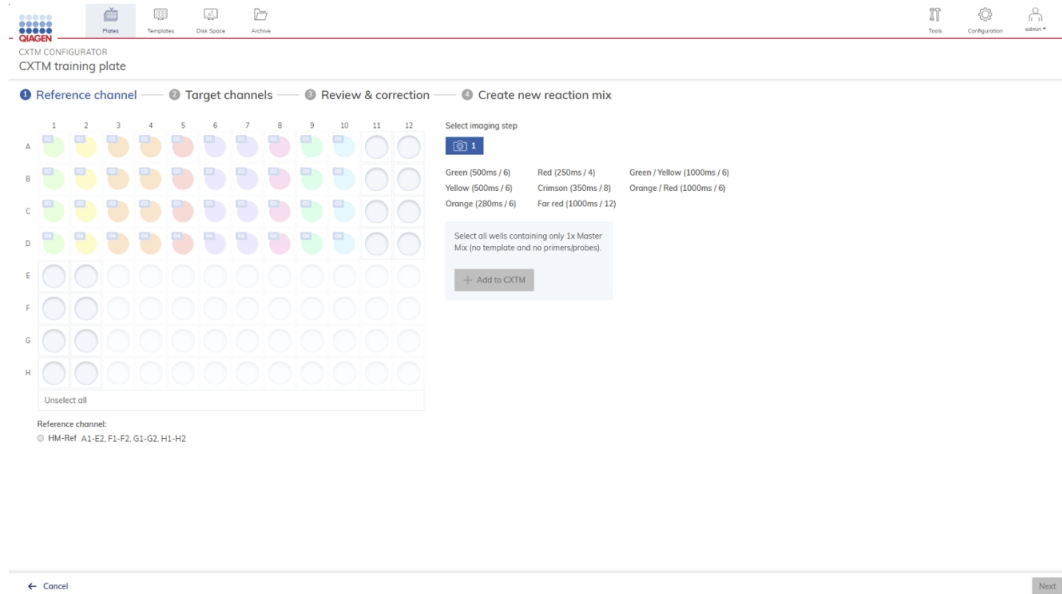 QIAGEN
Plates Templates Disk Space Archive Tools Configuration admin
CXTM CONFIGURATOR
CXTM training plate
1 Reference channel 2 Target channels 3 Review & correction 4 Create new reaction mix
1 2 3 4 5 6 7 8 9 10 11 12
A
B
C
D
E
F
G
H
Unselect all
Reference channel:
HM-Ref A1-E2, F1-F2, G1-G2, H1-H2
Select imaging step
1
Green (500ms / 6) Red (250ms / 4) Green / Yellow (1000ms / 6)
Yellow (500ms / 6) Crimson (350ms / 8) Orange / Red (1000ms / 6)
Orange (280ms / 6) Far red (1000ms / 12)
Select all wells containing only 1x Master
Mix (no template and no primers/probes).
+ Add to CXTM
← Cancel Next